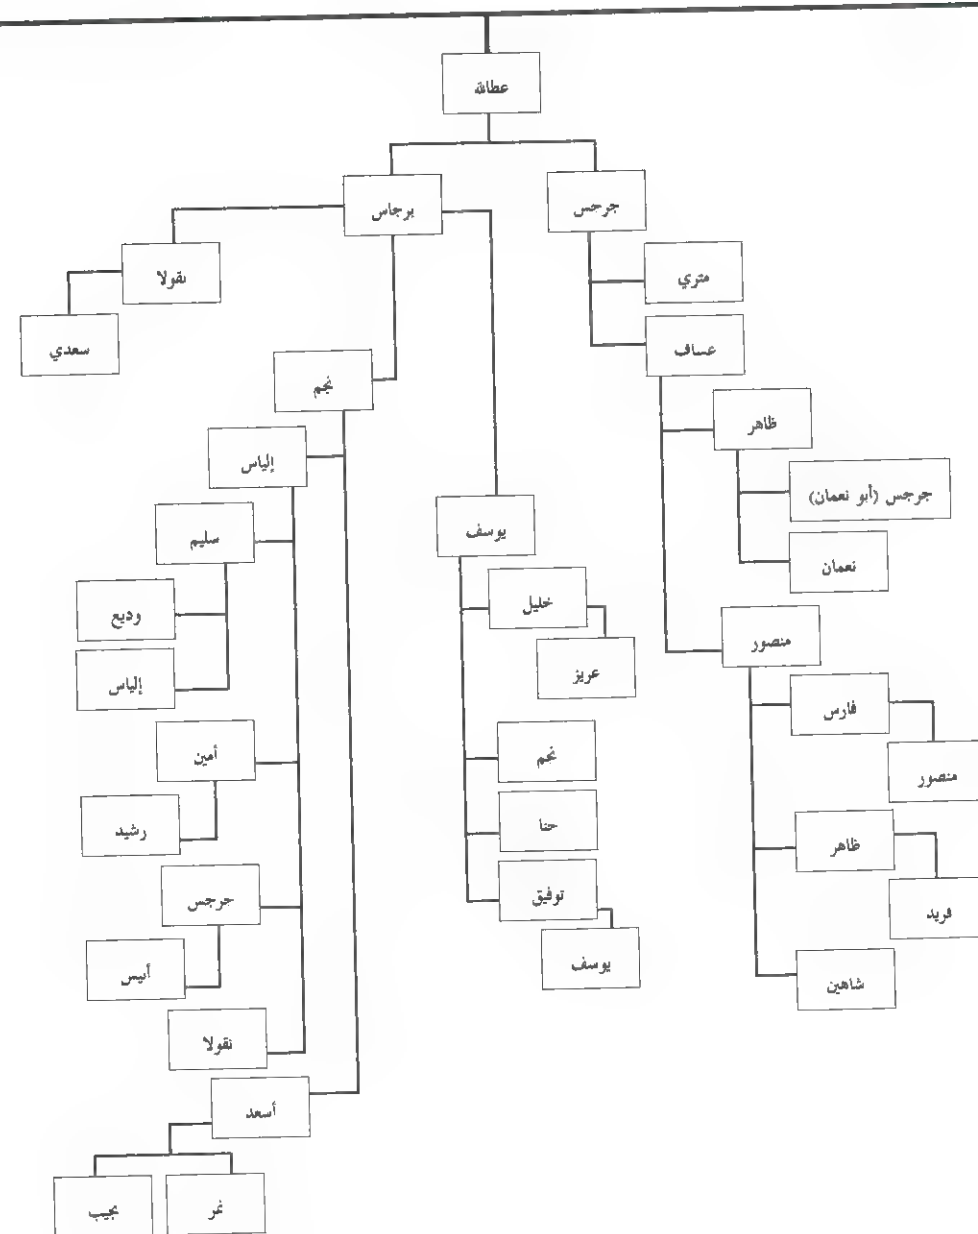 عطالله
برجاس
جرجس
نقولا
متري
سعدي
عساف
نجم
ظاهر
إلياس
جرجس (أبو نعمان)
سليم
يوسف
نعمان
خليل
وديع
منصور
عزيز
إلياس
فارس
أمين
نجم
منصور
رشيد
حنا
ظاهر
جرجس
توفيق
فريد
أنيس
يوسف
شاهين
نقولا
أسعد
نمر
نجيب